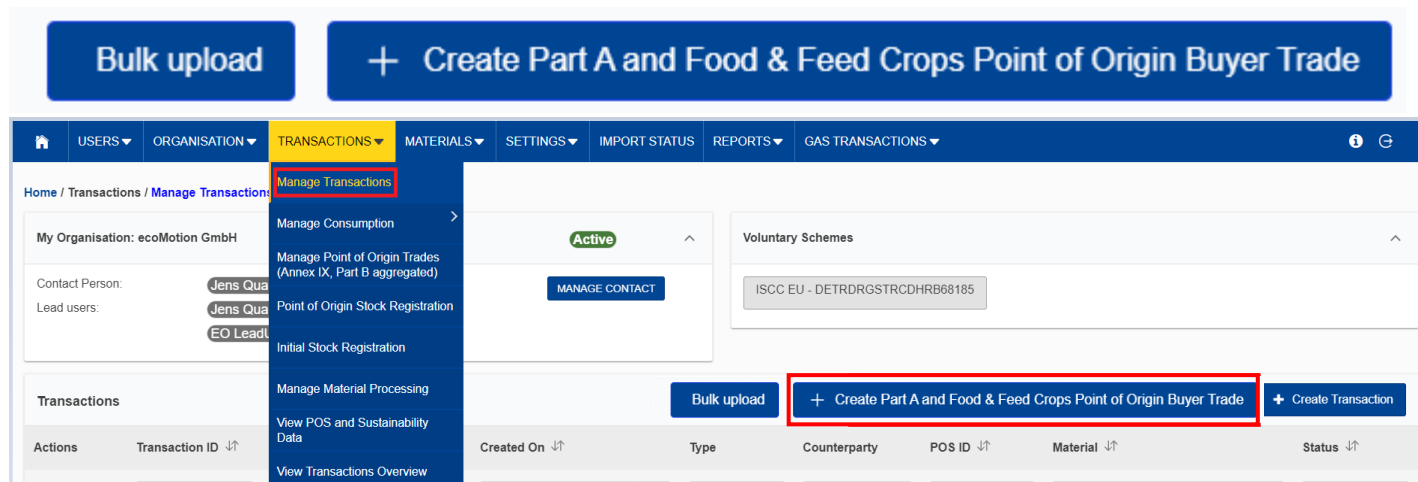 Bulk upload
+ Create Part A and Food & Feed Crops Point of Origin Buyer Trade
USERS ORGANISATION TRANSACTIONS MATERIALS SETTINGS IMPORT STATUS REPORTS GAS TRANSACTIONS
Home / Transactions / Manage Transactions
Manage Transactions
Manage Consumption
Manage Point of Origin Trades
(Annex IX, Part B aggregated)
Point of Origin Stock Registration
Initial Stock Registration
Manage Material Processing
View POS and Sustainability
Data
View Transactions Overview
My Organisation: ecoMotion GmbH Active
Contact Person: Jens MANAGE CONTACT
Lead users: Jens
EO
Voluntary Schemes
ISCC EU - DETRDRGSTRCDHRB68185
Transactions Bulk upload + Create Part A and Food & Feed Crops Point of Origin Buyer Trade + Create Transaction
Actions Transaction ID Created On Type Counterparty POS ID Material Status